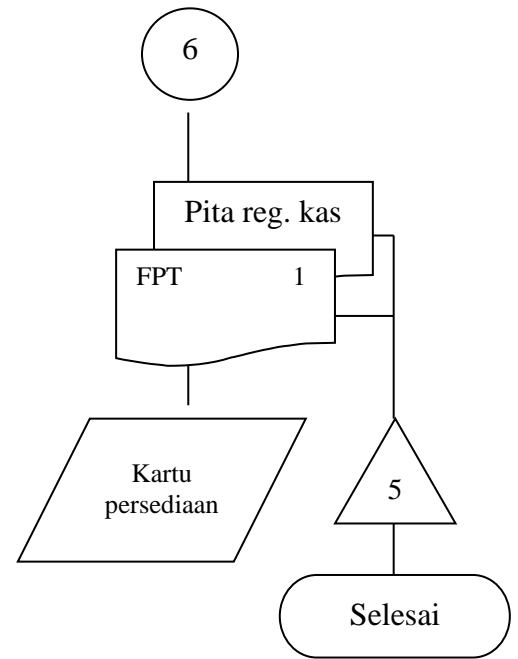 6
Pita reg. kas
FPT 1
Kartu
persediaan
5
Selesai